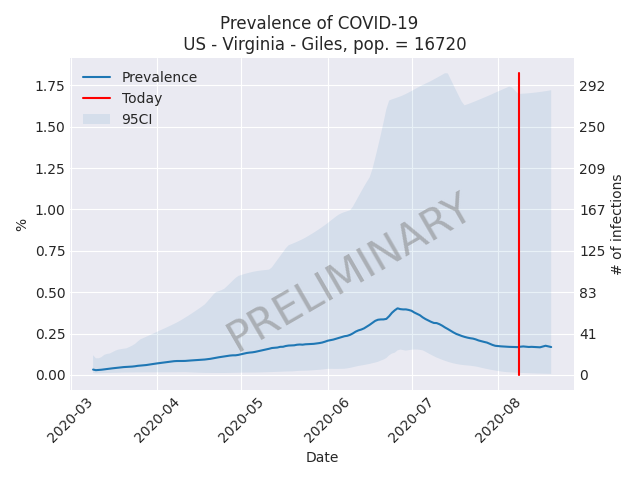 Prevalence of COVID-19
US - Virginia - Giles, pop. = 16720
Prevalence
Today
95CI
1.75
1.50
1.25
1.00
0.75
0.50
0.25
0.00
%
292
250
209
167
125
83
41
0
# of infections
PRELIMINARY
2020-03
2020-04
2020-05
2020-06
2020-07
2020-08
Date